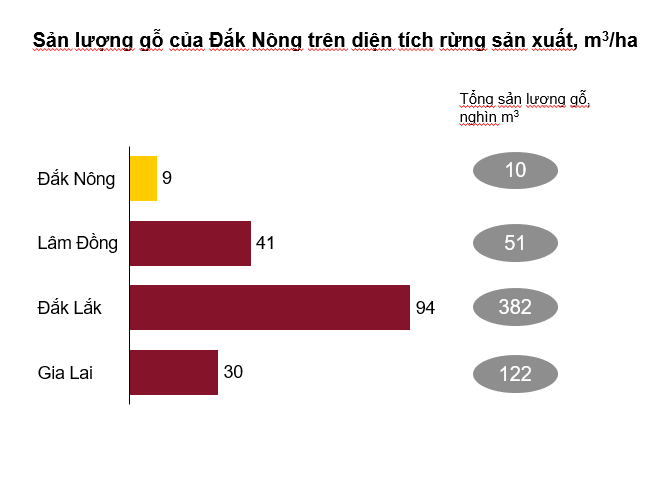 Sản lượng gỗ của Đắk Nông trên diện tích rừng sản xuất, m³/ha
Tổng sản lương gỗ,
nghìn m³
Đắk Nông 9 10
Lâm Đồng 41 51
Đắk Lắk 94 382
Gia Lai 30 122